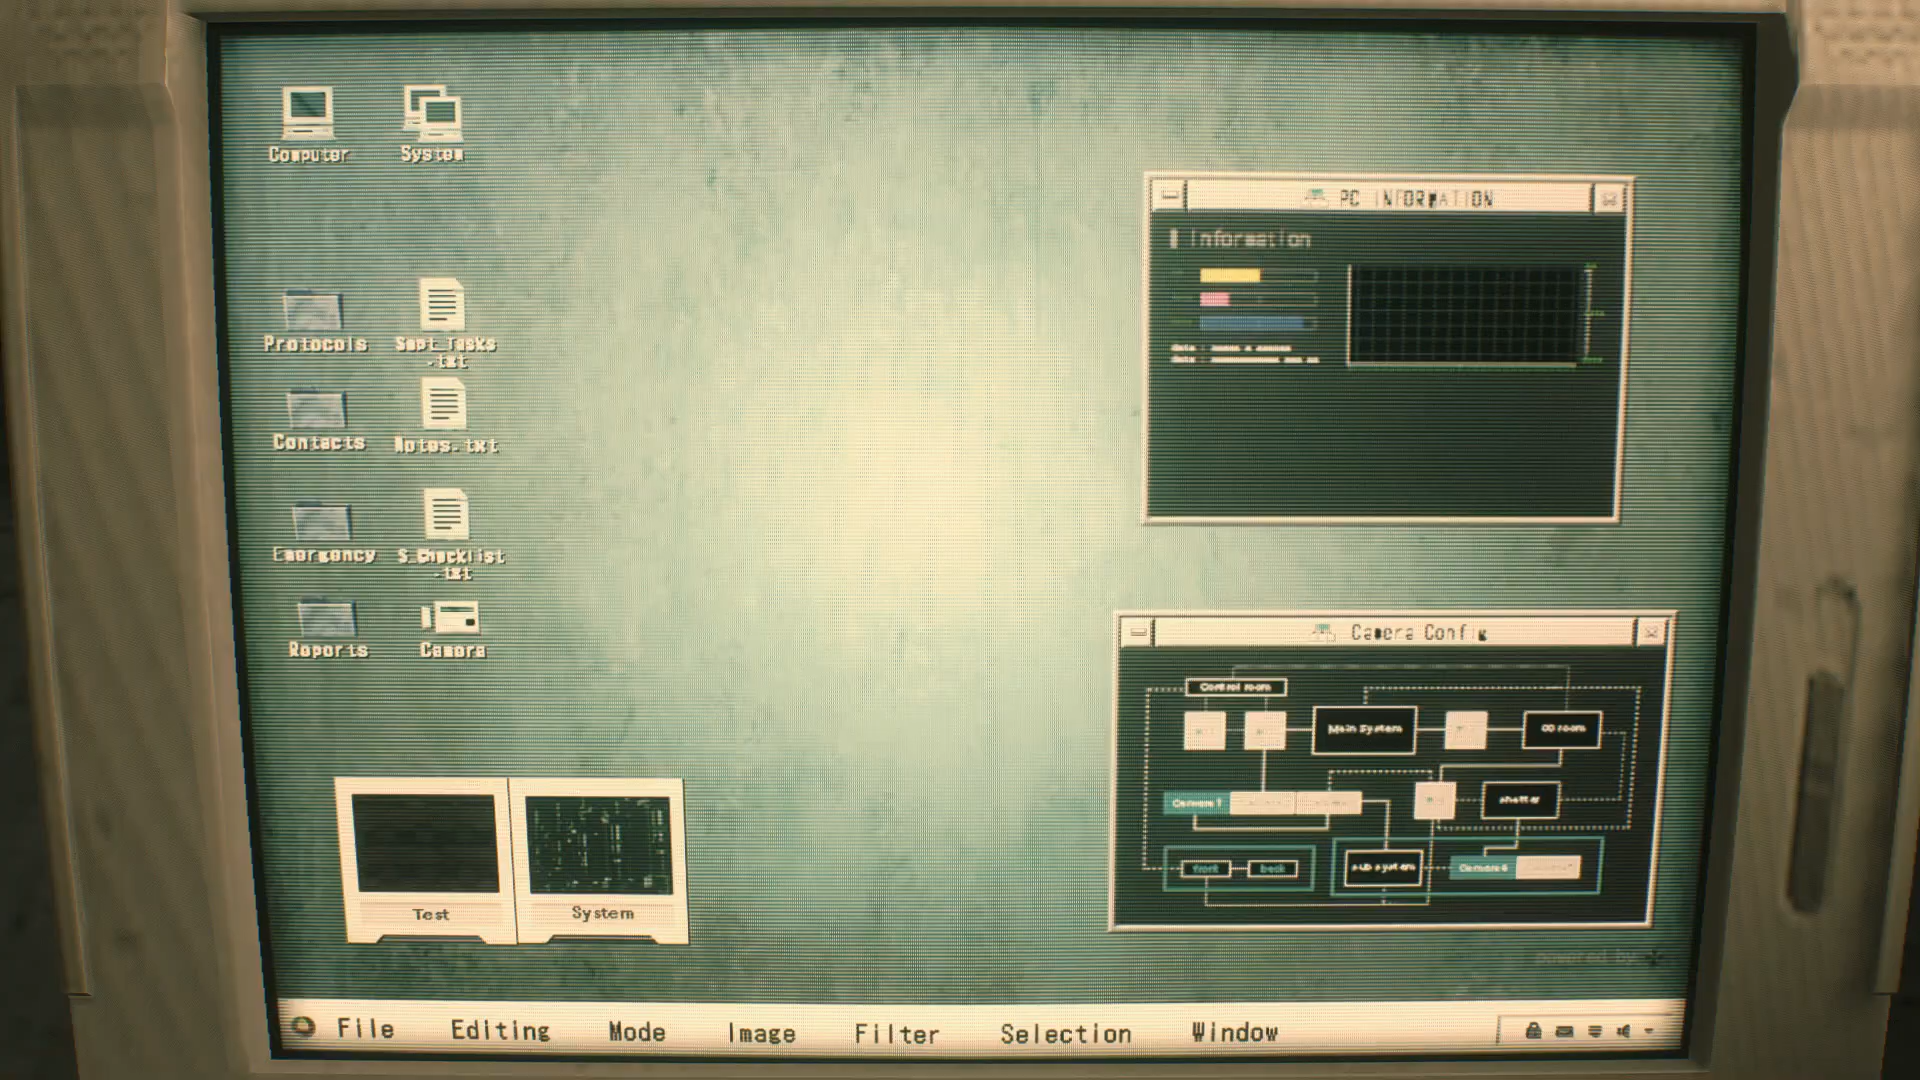 Computer
System
PC INFORMATION
Information
Protocols
Sept_Tasks
.txt
Contacts
Notes.txt
Emergency
S_Checklist
.txt
Reports
Camera
Camera Config
Control room
Main System
shutter
Camera 1
front
back
sub system
Camera 6
Test
System
powered by
File
Editing
Mode
Image
Filter
Selection
Window